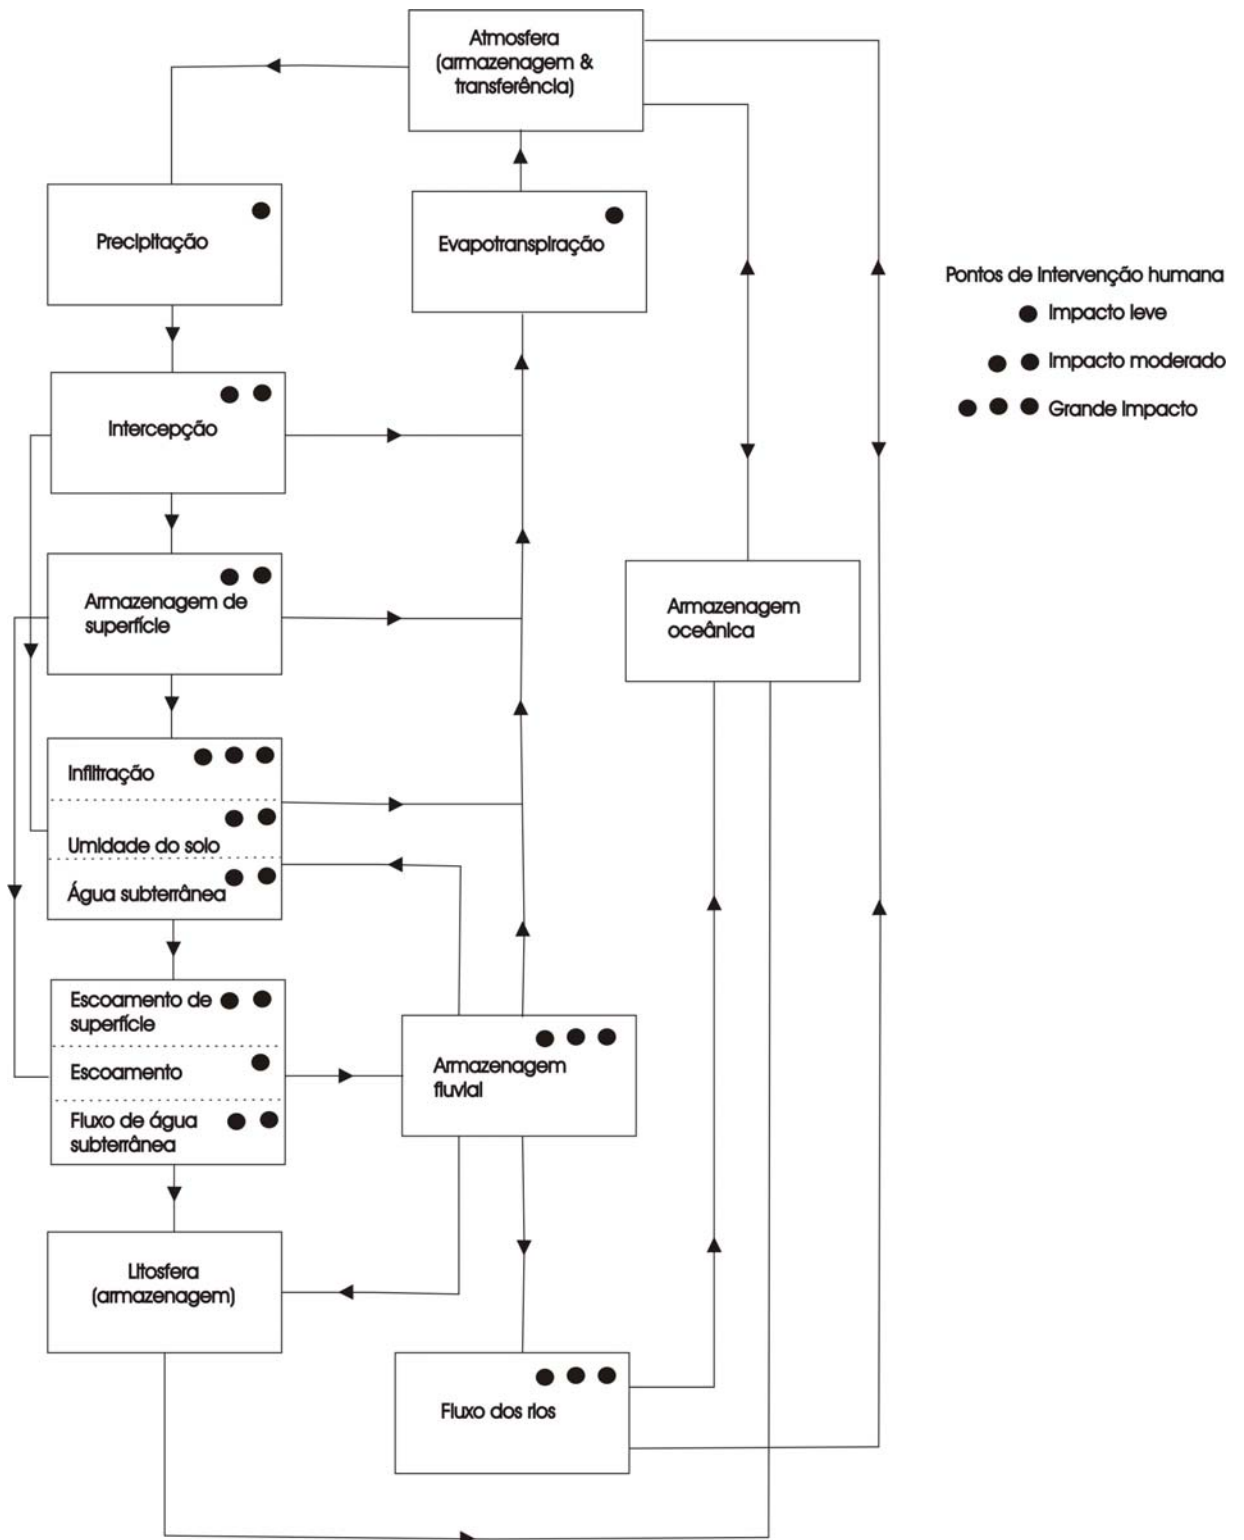 Atmosfera
(armazenagem &
transferência)
Precipitação
Evapotranspiração
Pontos de Intervenção humana
Impacto leve
Impacto moderado
Grande Impacto
Intercepção
Armazenagem de
superfície
Armazenagem
oceânica
Infiltração
Umidade do solo
Água subterrânea
Escoamento de
superfície
Escoamento
Fluxo de água
subterrânea
Armazenagem
fluvial
Litosfera
(armazenagem)
Fluxo dos rios